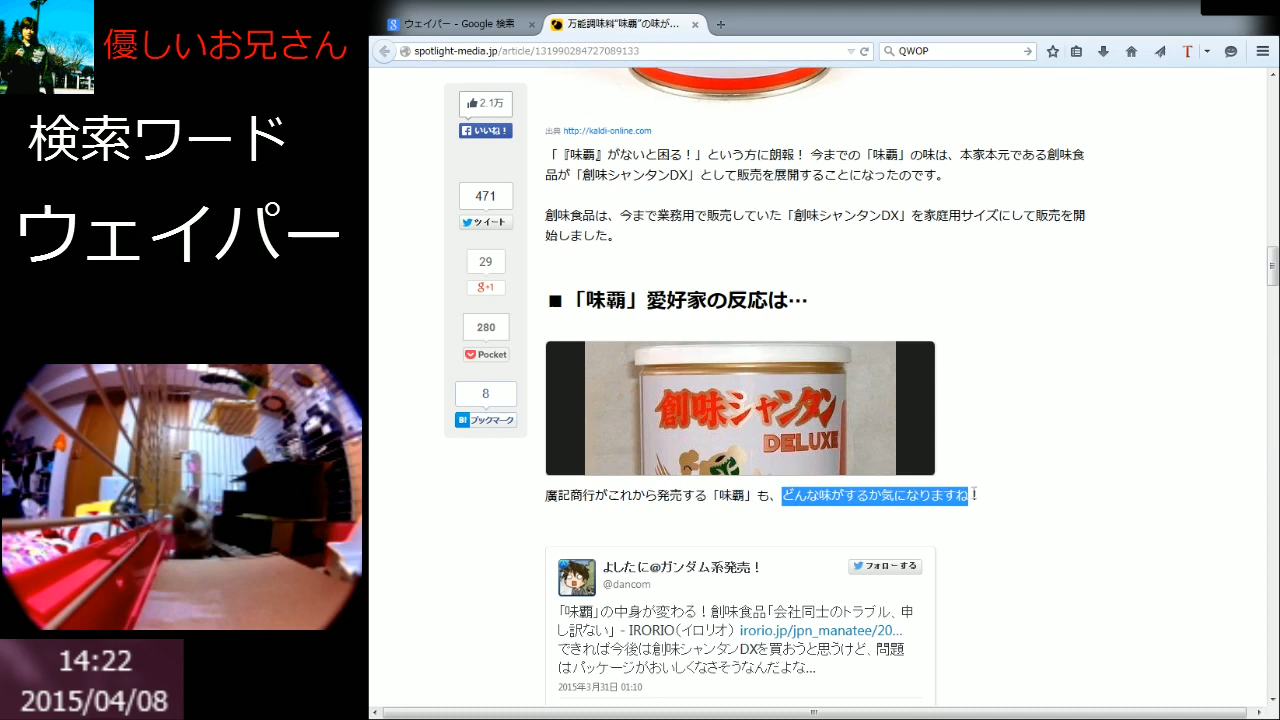 優しいお兄さん
検索ワード
ウェイパー
14:22
2015/04/08
ウェイパー - Google 検索
万能調味料“味覇”の味が...
spotlight-media.jp/article/131990284727089133
QWOP
2.1万
いいね！
471
ツイート
29
g+1
280
Pocket
8
B! ブックマーク
出典 http://kaldi-online.com
「『味覇』がないと困る！」という方に朗報！ 今までの「味覇」の味は、本家本元である創味食
品が「創味シャンタンDX」として販売を展開することになったのです。
創味食品は、今まで業務用で販売していた「創味シャンタンDX」を家庭用サイズにして販売を開
始しました。
■「味覇」愛好家の反応は…
創味シャンタン
DELUXE
廣記商行がこれから発売する「味覇」も、どんな味がするか気になりますね！
よしたに@ガンダム系発売！
@dancom
フォローする
「味覇」の中身が変わる！創味食品「会社同士のトラブル、申
し訳ない」 - IRORIO（イロリオ） irorio.jp/jpn_manatee/20...
できれば今後は創味シャンタンDXを買おうと思うけど、問題
はパッケージがおいしくなさそうなんだよな...
2015年3月31日 01:10